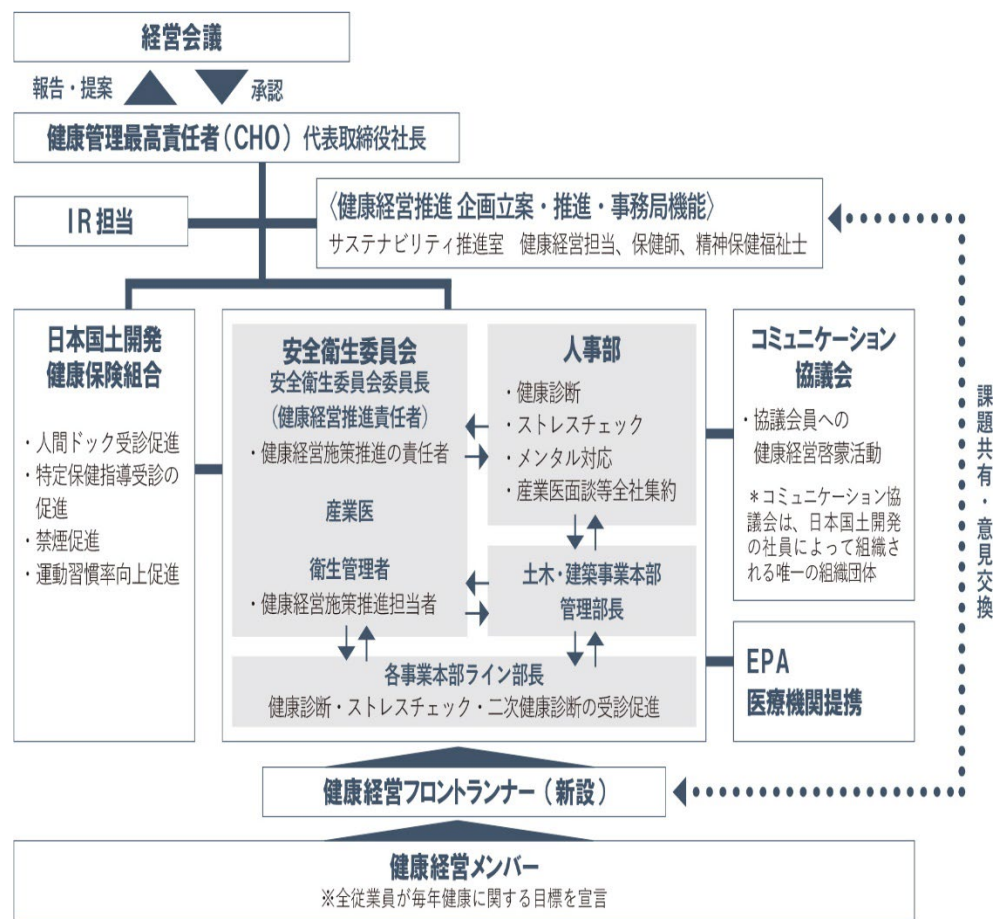 経営会議
報告・提案
承認
健康管理最高責任者（CHO）代表取締役社長
IR担当
〈健康経営推進 企画立案・推進・事務局機能〉
サステナビリティ推進室　健康経営担当、保健師、精神保健福祉士
日本国土開発
健康保険組合
・人間ドック受診促進
・特定保健指導受診の
促進
・禁煙促進
・運動習慣率向上促進
安全衛生委員会
安全衛生委員会委員長
（健康経営推進責任者）
・健康経営施策推進の責任者
産業医
衛生管理者
・健康経営施策推進担当者
人事部
・健康診断
・ストレスチェック
・メンタル対応
・産業医面談等全社集約
土木・建築事業本部
管理部長
各事業本部ライン部長
健康診断・ストレスチェック・二次健康診断の受診促進
コミュニケーション
協議会
・協議会員への
健康経営啓蒙活動
＊コミュニケーション協
議会は、日本国土開発
の社員によって組織さ
れる唯一の組織団体
EPA
医療機関提携
課題共有・意見交換
健康経営フロントランナー（新設）
健康経営メンバー
※全従業員が毎年健康に関する目標を宣言